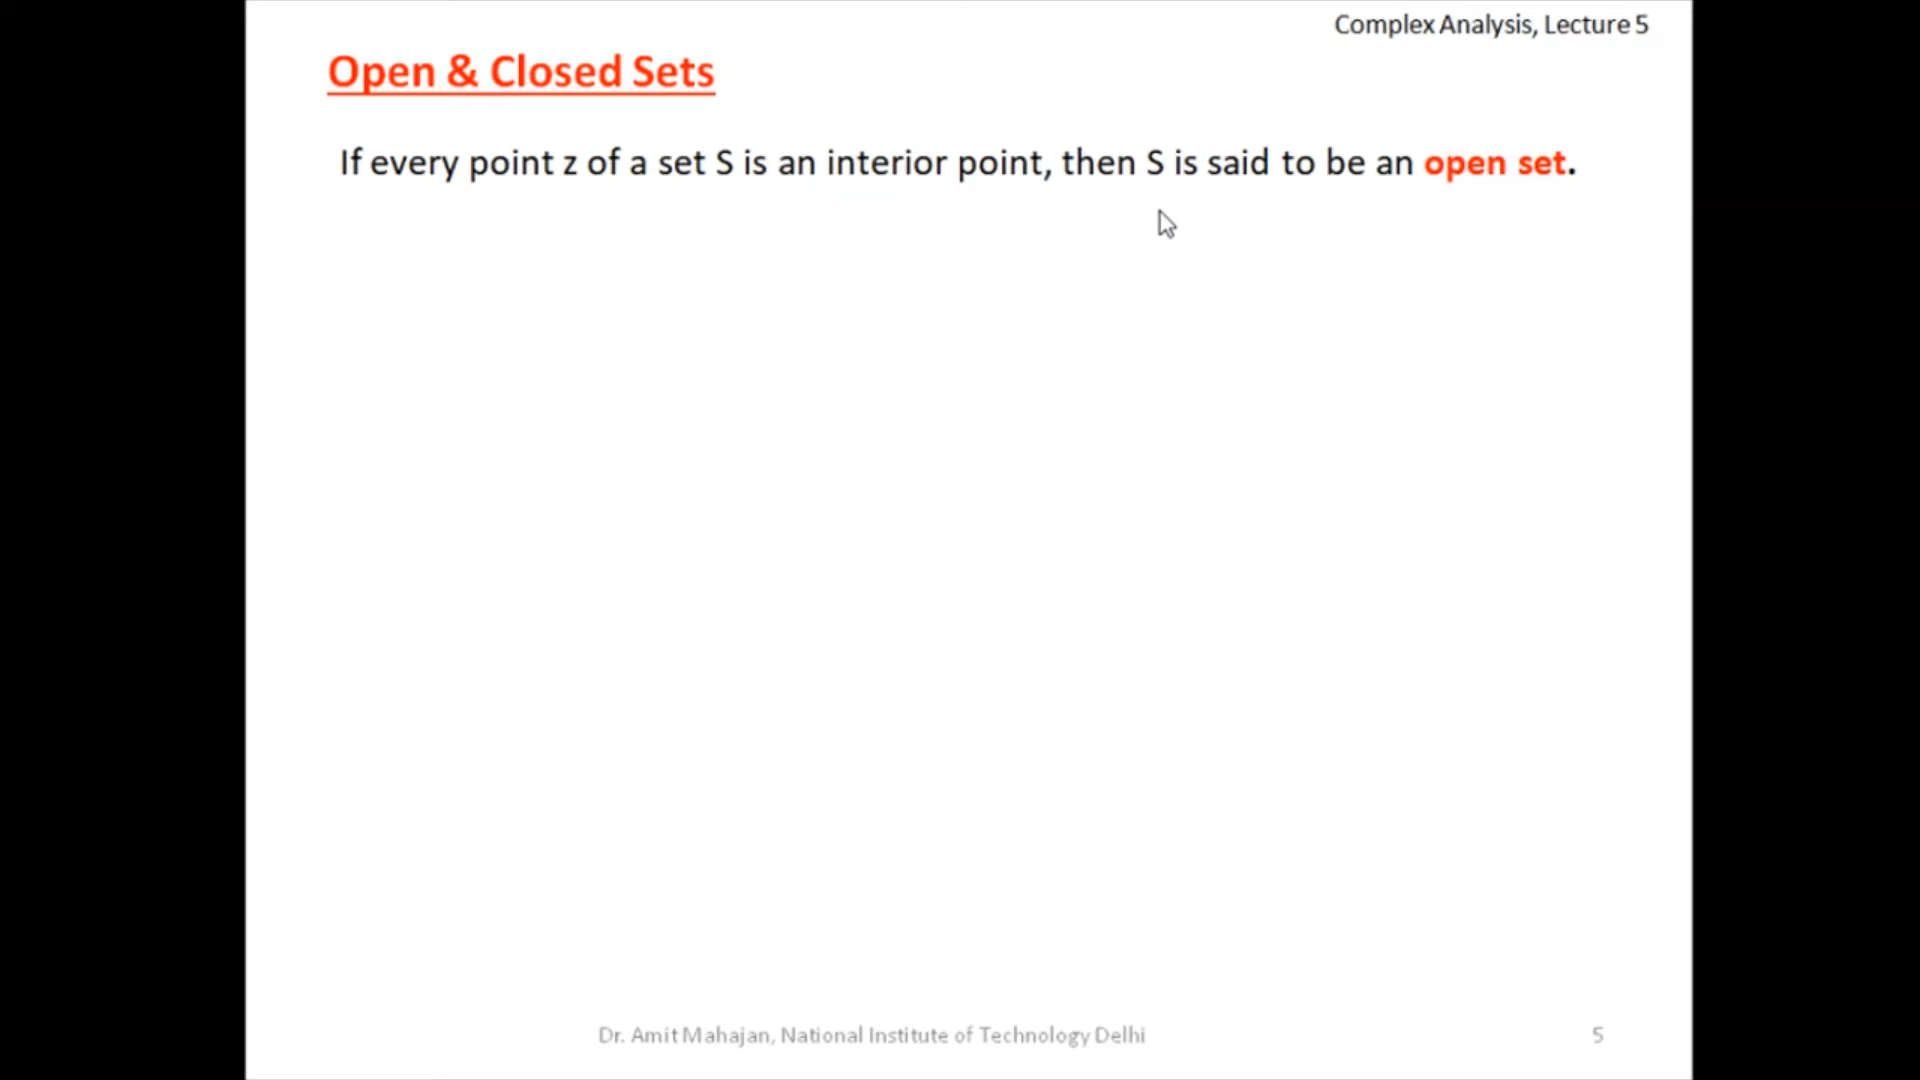 Complex Analysis, Lecture 5
Open & Closed Sets
If every point z of a set S is an interior point, then S is said to be an open set.
Dr. Amit Mahajan, National Institute of Technology Delhi
5